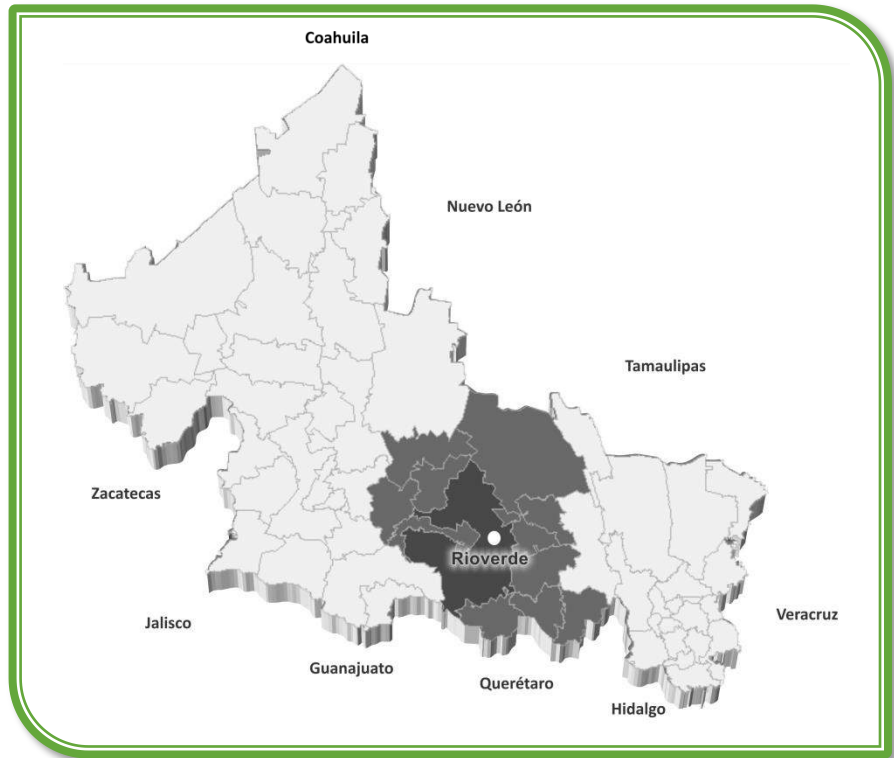 Coahuila
Nuevo León
Tamaulipas
Zacatecas
Rioverde
Jalisco
Veracruz
Guanajuato
Querétaro
Hidalgo